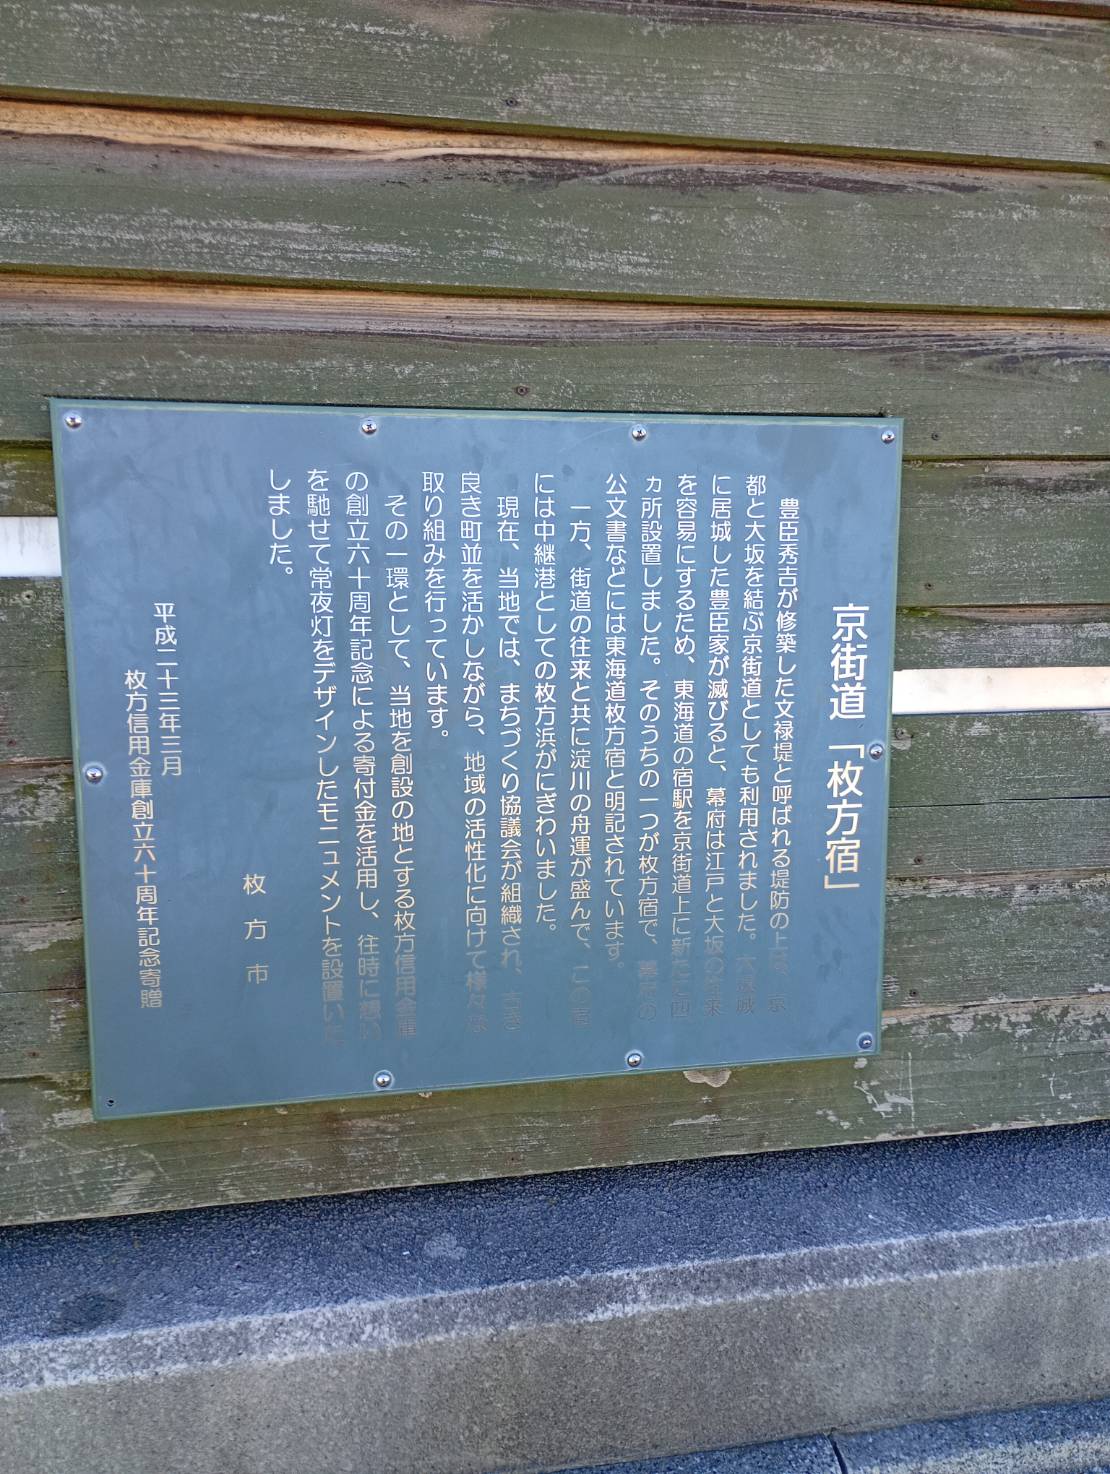 京街道「枚方宿」
豊臣秀吉が修築した文禄堤と呼ばれる堤防の上は、京
都と大坂を結ぶ京街道としても利用されました。大坂城
に居城した豊臣家が滅びると、幕府は江戸と大坂の往来
を容易にするため、東海道の宿駅を京街道上に新たに四
ヵ所設置しました。そのうちの一つが枚方宿で、幕府の
公文書などには東海道枚方宿と明記されています。
一方、街道の往来と共に淀川の舟運が盛んで、この宿
には中継港としての枚方浜がにぎわいました。
現在、当地では、まちづくり協議会が組織され、古き
良き町並を活かしながら、地域の活性化に向けて様々な
取り組みを行っています。
その一環として、当地を創設の地とする枚方信用金庫
の創立六十周年記念による寄付金を活用し、往時に想い
を馳せて常夜灯をデザインしたモニュメントを設置いた
しました。
枚方市
平成二十三年三月
枚方信用金庫創立六十周年記念寄贈